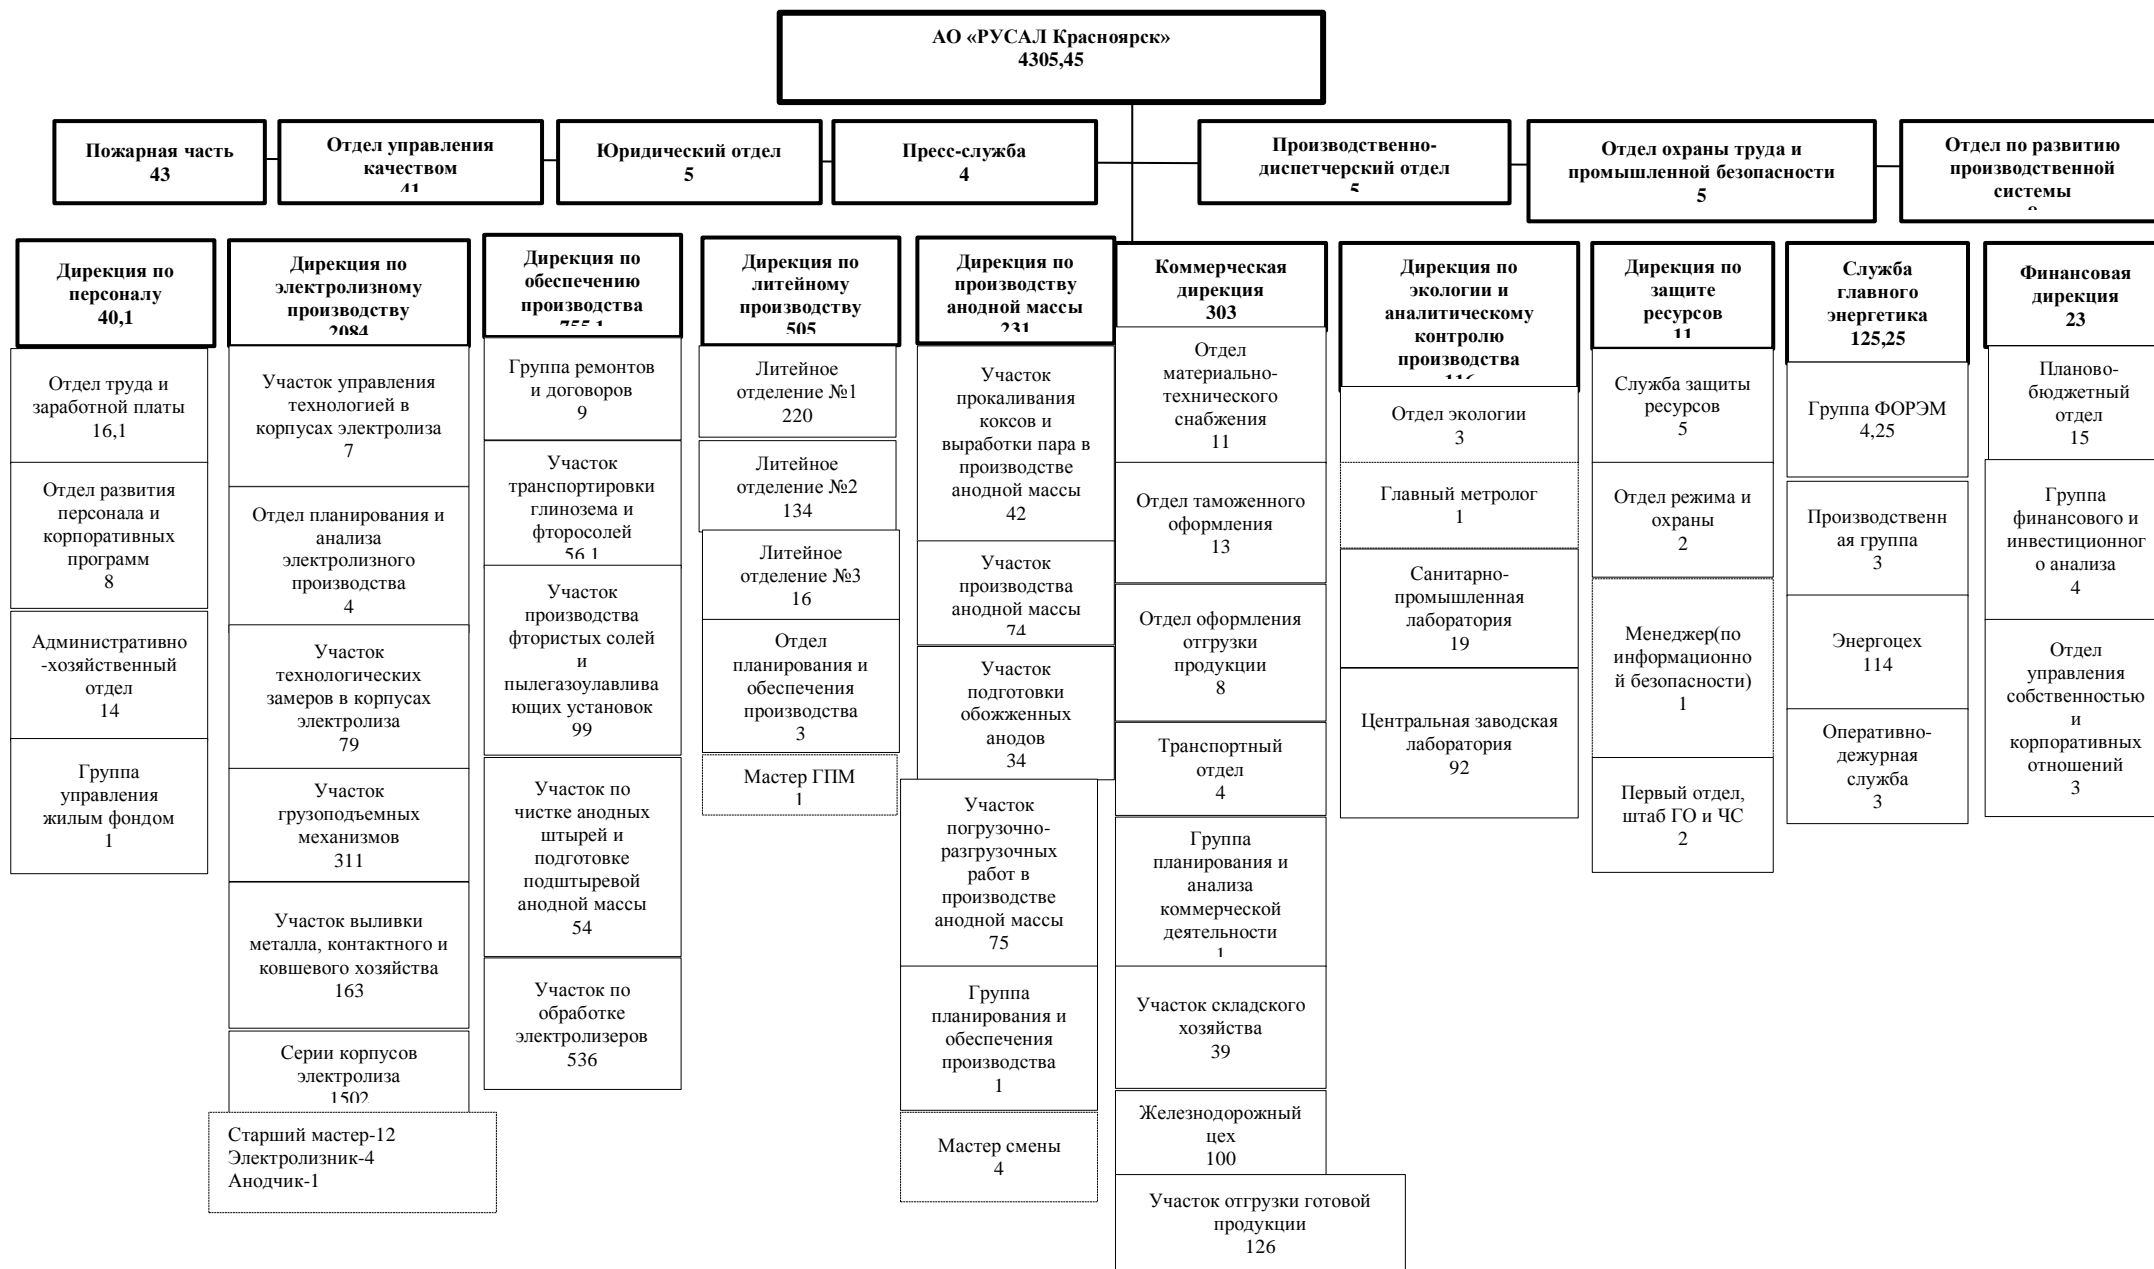 АО «РУСАЛ Красноярск»
4305,45
Пожарная часть
43
Отдел управления
качеством
41
Юридический отдел
5
Пресс-служба
4
Производственно-
диспетчерский отдел
5
Отдел охраны труда и
промышленной безопасности
5
Отдел по развитию
производственной
системы
Дирекция по
персоналу
40,1
Отдел труда и
заработной платы
16,1
Отдел развития
персонала и
корпоративных
программ
8
Административно
-хозяйственный
отдел
14
Группа
управления
жилым фондом
1
Дирекция по
электролизному
производству
2084
Участок управления
технологией в
корпусах электролиза
7
Отдел планирования и
анализа
электролизного
производства
4
Участок
технологических
замеров в корпусах
электролиза
79
Участок
грузоподъемных
механизмов
311
Участок выливки
металла, контактного и
ковшевого хозяйства
163
Серии корпусов
электролиза
1502
Старший мастер-12
Электролизник-4
Анодчик-1
Дирекция по
обеспечению
производства
755,1
Группа ремонтов
и договоров
9
Участок
транспортировки
глинозема и
фторосолей
56,1
Участок
производства
фтористых солей
и
пылегазоулавлива
ющих установок
99
Участок по
чистке анодных
штырей и
подготовке
подштыревой
анодной массы
54
Участок по
обработке
электролизеров
536
Дирекция по
литейному
производству
505
Литейное
отделение №1
220
Литейное
отделение №2
134
Литейное
отделение №3
16
Отдел
планирования и
обеспечения
производства
3
Мастер ГПМ
1
Дирекция по
производству
анодной массы
231
Участок
прокаливания
коксов и
выработки пара в
производстве
анодной массы
42
Участок
производства
анодной массы
74
Участок
подготовки
обожженных
анодов
34
Участок
погрузочно-
разгрузочных
работ в
производстве
анодной массы
75
Группа
планирования и
обеспечения
производства
1
Мастер смены
4
Коммерческая
дирекция
303
Отдел
материально-
технического
снабжения
11
Отдел таможенного
оформления
13
Отдел оформления
отгрузки
продукции
8
Транспортный
отдел
4
Группа
планирования и
анализа
коммерческой
деятельности
1
Участок складского
хозяйства
39
Железнодорожный
цех
100
Участок отгрузки готовой
продукции
126
Дирекция по
экологии и
аналитическому
контролю
производства
116
Отдел экологии
3
Главный метролог
1
Санитарно-
промышленная
лаборатория
19
Центральная заводская
лаборатория
92
Дирекция по
защите
ресурсов
11
Служба защиты
ресурсов
5
Отдел режима и
охраны
2
Менеджер(по
информационно
й безопасности)
1
Первый отдел,
штаб ГО и ЧС
2
Служба
главного
энергетика
125,25
Группа ФОРЭМ
4,25
Производственн
ая группа
3
Энергоцех
114
Оперативно-
дежурная
служба
3
Финансовая
дирекция
23
Планово-
бюджетный
отдел
15
Группа
финансового и
инвестиционног
о анализа
4
Отдел
управления
собственностью
и
корпоративных
отношений
3